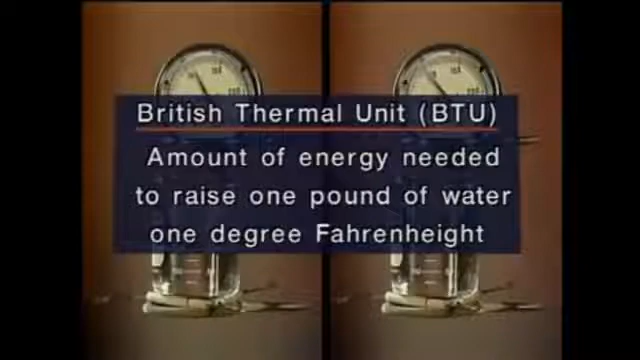 British Thermal Unit (BTU)
Amount of energy needed
to raise one pound of water
one degree Fahrenheight